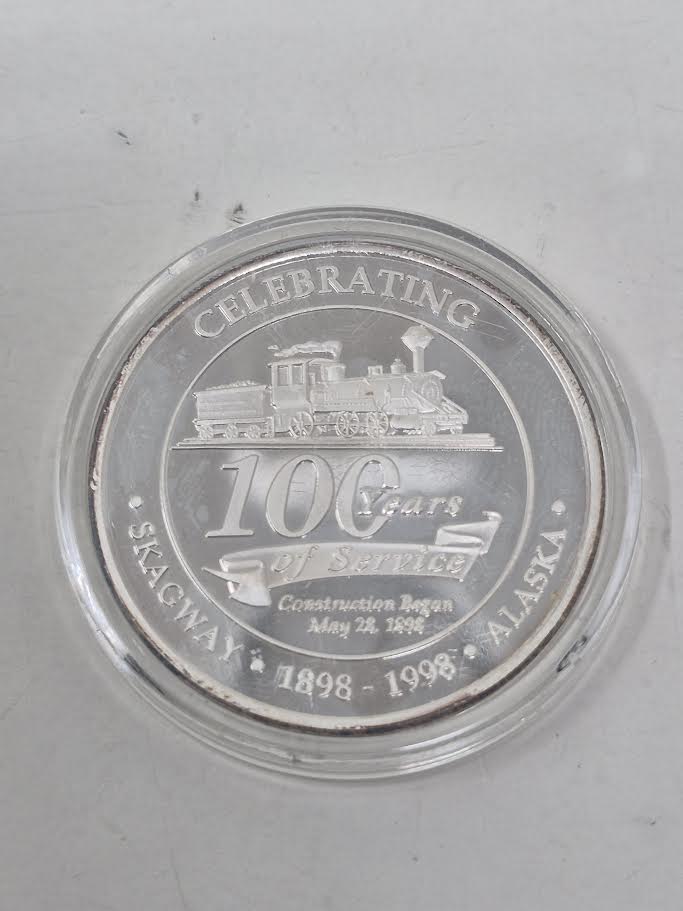 CELEBRATING
100 Years
of Service
Construction Began
May 28, 1898
• SKAGWAY • 1898 - 1998 • ALASKA •